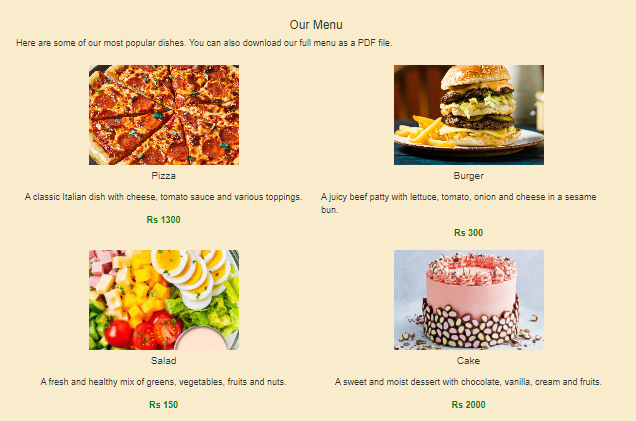 Our Menu
Here are some of our most popular dishes. You can also download our full menu as a PDF file.
Pizza
A classic Italian dish with cheese, tomato sauce and various toppings.
Rs 1300
Burger
A juicy beef patty with lettuce, tomato, onion and cheese in a sesame
bun.
Rs 300
Salad
A fresh and healthy mix of greens, vegetables, fruits and nuts.
Rs 150
Cake
A sweet and moist dessert with chocolate, vanilla, cream and fruits.
Rs 2000